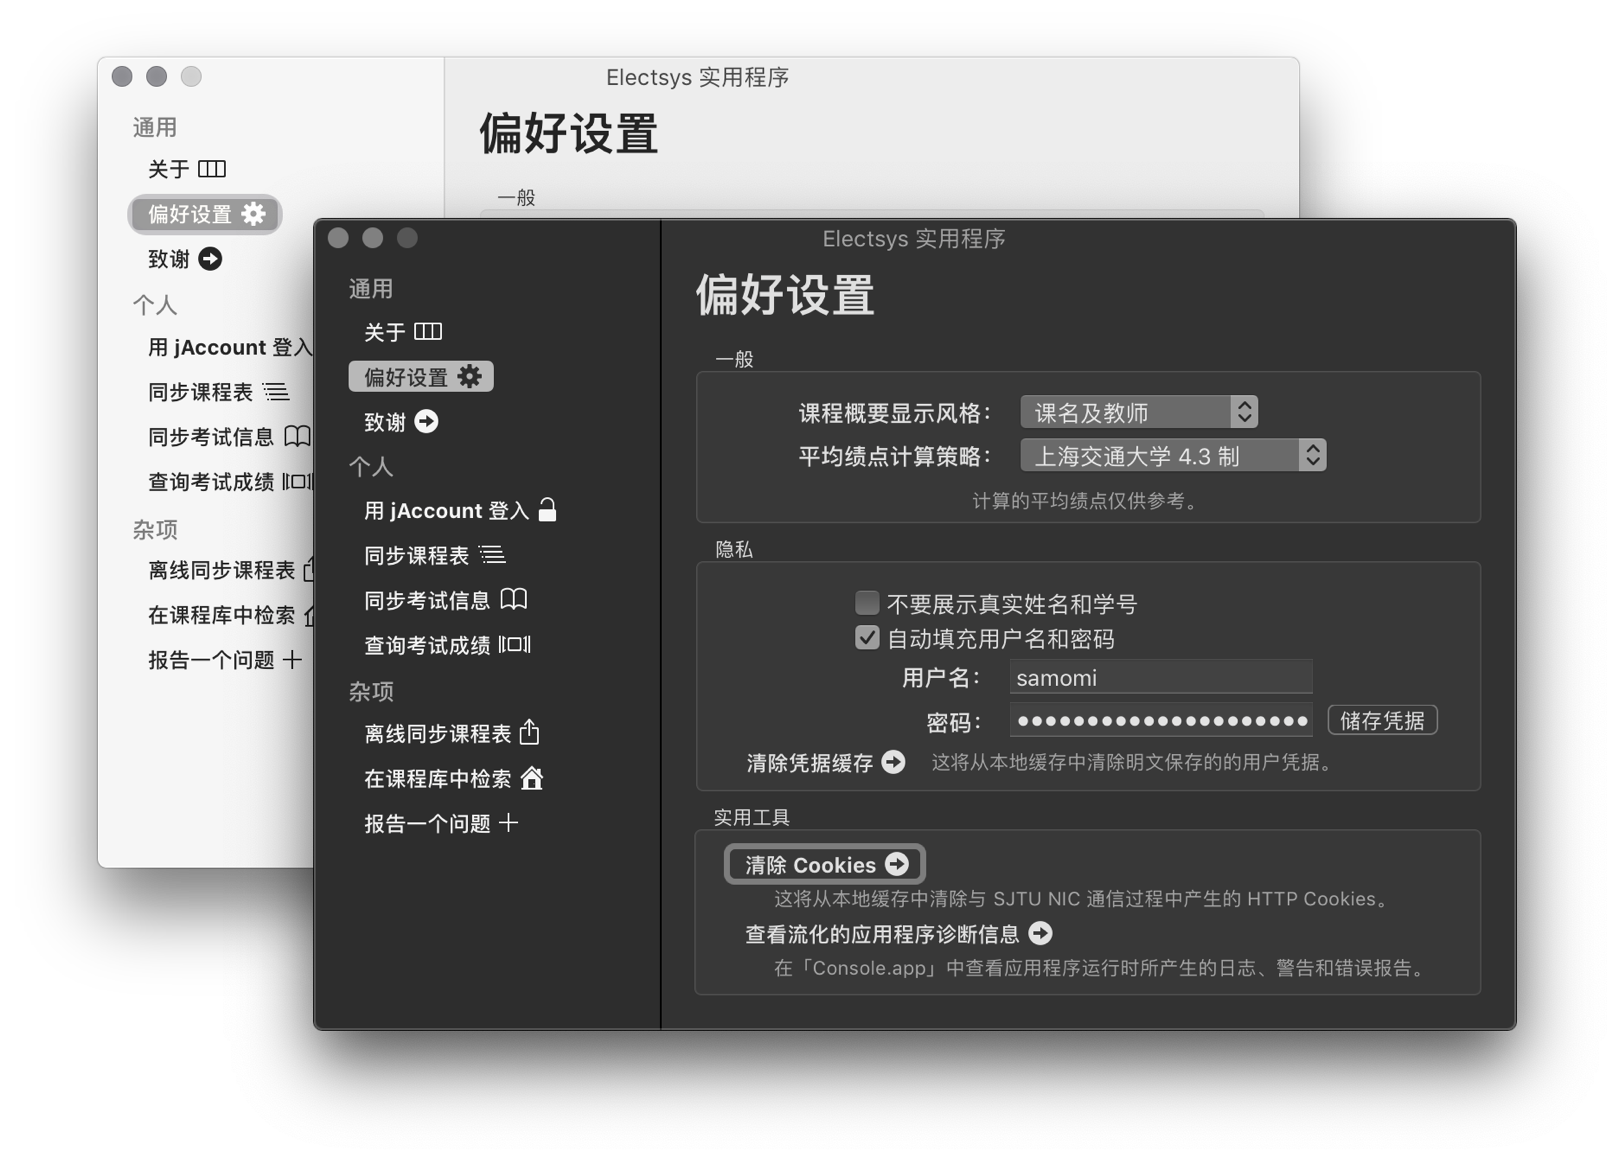 Electsys 实用程序
通用
关于
偏好设置
致谢
个人
用 jAccount 登入
同步课程表
同步考试信息
查询考试成绩
杂项
离线同步课程表
在课程库中检索
报告一个问题
偏好设置
一般
Electsys 实用程序
通用
关于
偏好设置
致谢
个人
用 jAccount 登入
同步课程表
同步考试信息
查询考试成绩
杂项
离线同步课程表
在课程库中检索
报告一个问题
偏好设置
一般
课程概要显示风格： 课名及教师
平均绩点计算策略： 上海交通大学 4.3 制
计算的平均绩点仅供参考。
隐私
不要展示真实姓名和学号
自动填充用户名和密码
用户名： samomi
密码： ●●●●●●●●●●●●●●●●●●●●● 储存凭据
清除凭据缓存 这将从本地缓存中清除明文保存的的用户凭据。
实用工具
清除 Cookies
这将从本地缓存中清除与 SJTU NIC 通信过程中产生的 HTTP Cookies。
查看流化的应用程序诊断信息
在「Console.app」中查看应用程序运行时所产生的日志、警告和错误报告。